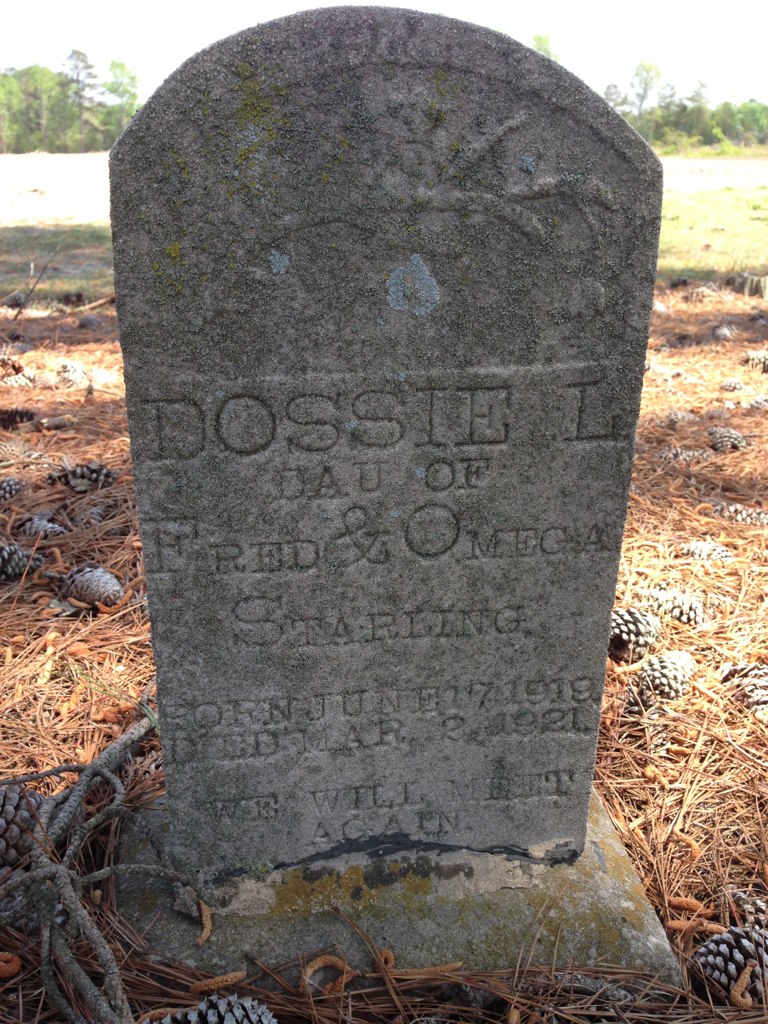 DOSSIE L
DAU OF
FRED & OMEGA
STARLING
BORN JUNE 17, 1919
DIED MAR. 2, 1921.
WE WILL MEET
AGAIN.